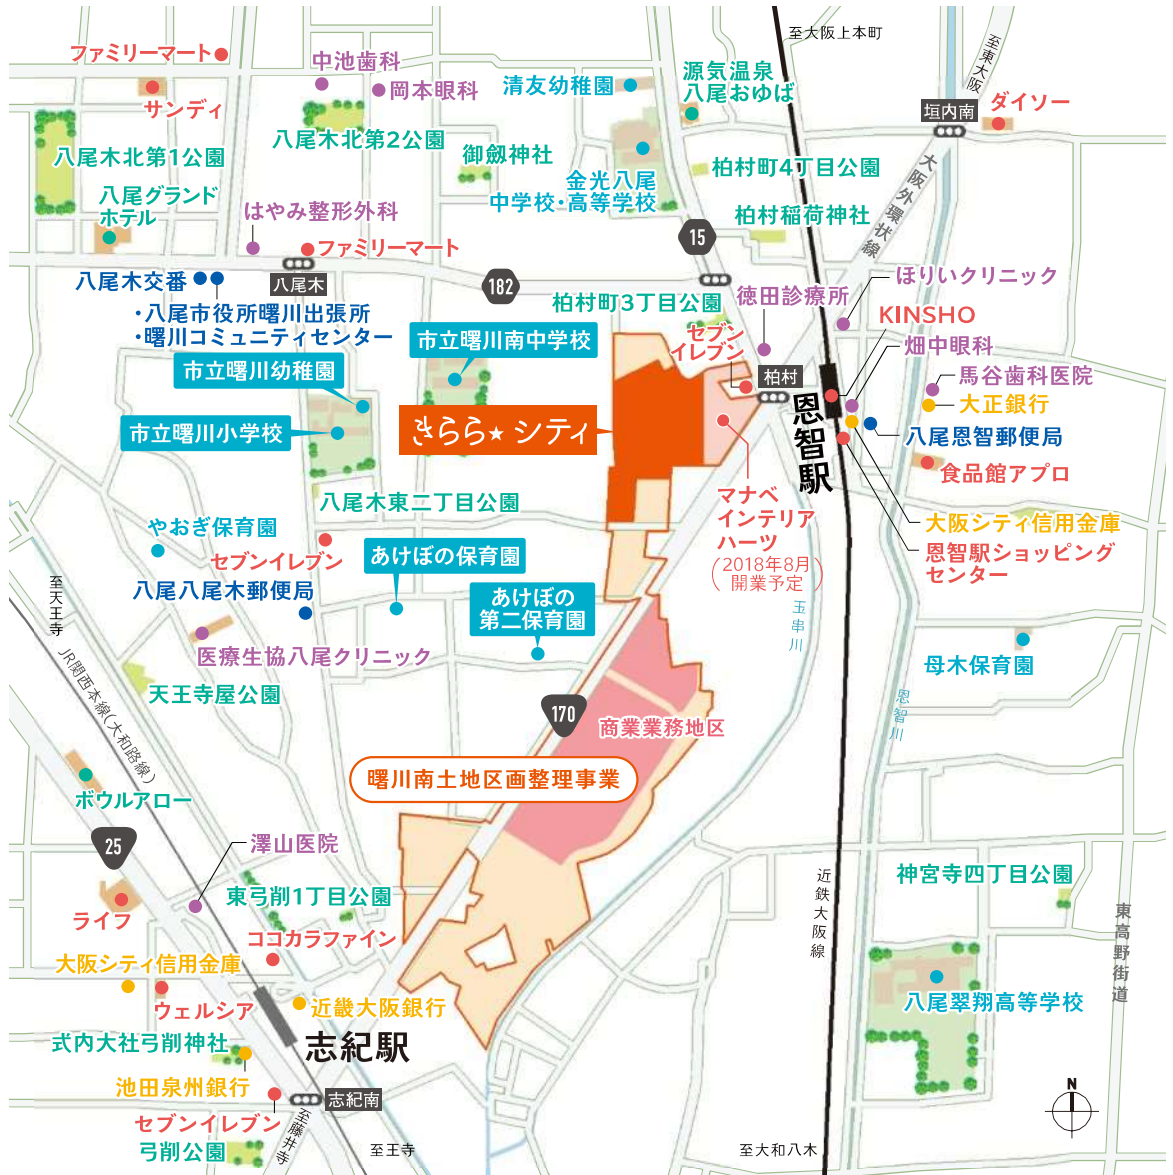 至大阪上本町
至東大阪
ファミリーマート
サンディ
中池歯科
岡本眼科
清友幼稚園
源気温泉
八尾おゆば
垣内南
ダイソー
八尾木北第1公園
八尾木北第2公園
御劔神社
金光八尾
中学校・高等学校
柏村町4丁目公園
大阪外環状線
八尾グランド
ホテル
はやみ整形外科
ファミリーマート
15
柏村稲荷神社
八尾木交番
八尾木
182
・八尾市役所曙川出張所
・曙川コミュニティセンター
柏村町3丁目公園
徳田診療所
ほりいクリニック
KINSHO
市立曙川南中学校
セブン
イレブン
畑中眼科
市立曙川幼稚園
柏村
馬谷歯科医院
大正銀行
市立曙川小学校
きらら★シティ
恩智駅
八尾恩智郵便局
食品館アプロ
八尾木東二丁目公園
マナベ
インテリア
ハーツ
(2018年8月
開業予定)
大阪シティ信用金庫
恩智駅ショッピング
センター
やおぎ保育園
セブンイレブン
あけぼの保育園
至天王寺
八尾八尾木郵便局
あけぼの
第二保育園
玉串川
医療生協八尾クリニック
母木保育園
JR関西本線(大和路線)
天王寺屋公園
恩智川
170
商業業務地区
曙川南土地区画整理事業
ボウルアロー
25
澤山医院
東弓削1丁目公園
近鉄大阪線
神宮寺四丁目公園
東高野街道
ライフ
ココカラファイン
大阪シティ信用金庫
ウェルシア
近畿大阪銀行
八尾翠翔高等学校
式内大社弓削神社
志紀駅
池田泉州銀行
志紀南
セブンイレブン
N
弓削公園
至藤井寺
至王寺
至大和八木